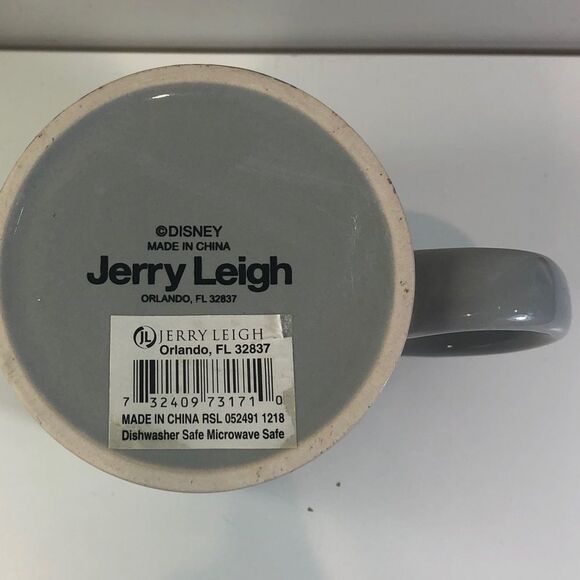 ©DISNEY
MADE IN CHINA
Jerry Leigh
ORLANDO, FL 32837
JL JERRY LEIGH
Orlando, FL 32837
7 32409 73171 0
MADE IN CHINA RSL 052491 1218
Dishwasher Safe Microwave Safe